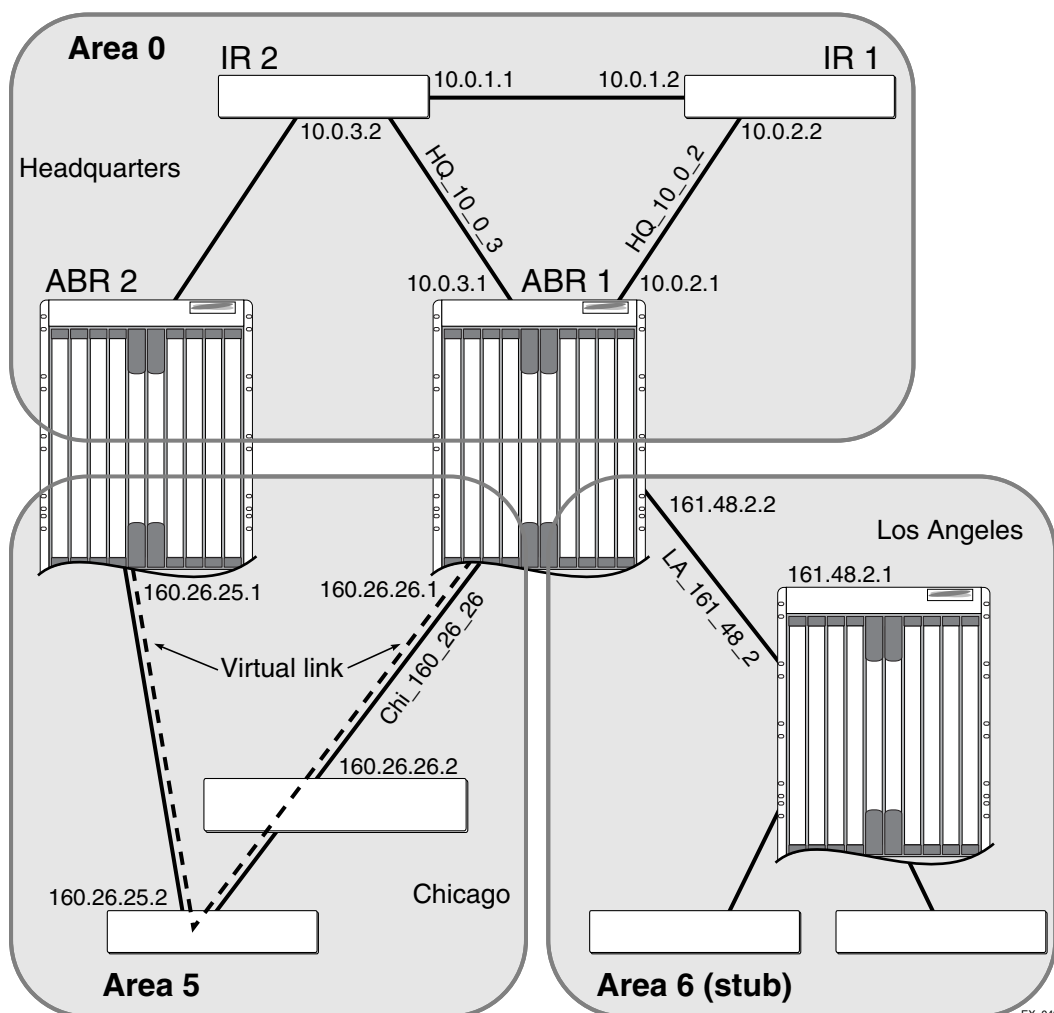 Area 0
IR 2
IR 1
10.0.1.1
10.0.1.2
10.0.3.2
10.0.2.2
Headquarters
HQ_10_0_3
HQ_10_0_2
ABR 2
10.0.3.1
ABR 1
10.0.2.1
161.48.2.2
Los Angeles
LA_161_48_2
161.48.2.1
160.26.25.1
160.26.26.1
Chi_160_26_26
Virtual link
160.26.26.2
160.26.25.2
Chicago
Area 5
Area 6 (stub)